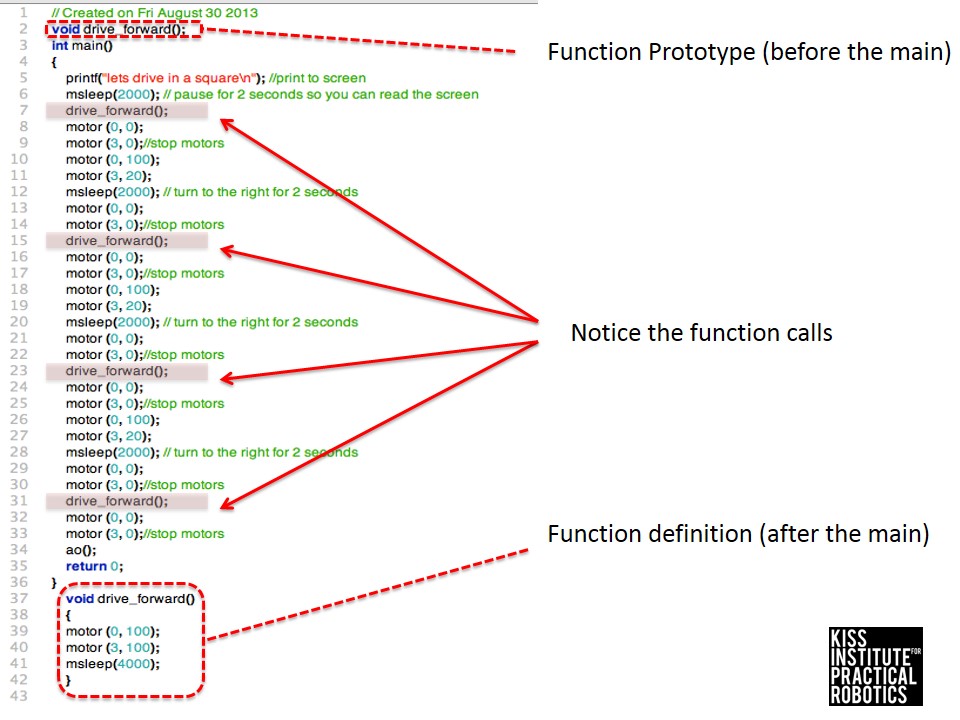 1 // Created on Fri August 30 2013
2 void drive_forward();
3 int main()
4 {
5 printf("lets drive in a square\n"); //print to screen
6 msleep(2000); // pause for 2 seconds so you can read the screen
7 drive_forward();
8 motor (0, 0);
9 motor (3, 0);//stop motors
10 motor (0, 100);
11 motor (3, 20);
12 msleep(2000); // turn to the right for 2 seconds
13 motor (0, 0);
14 motor (3, 0);//stop motors
15 drive_forward();
16 motor (0, 0);
17 motor (3, 0);//stop motors
18 motor (0, 100);
19 motor (3, 20);
20 msleep(2000); // turn to the right for 2 seconds
21 motor (0, 0);
22 motor (3, 0);//stop motors
23 drive_forward();
24 motor (0, 0);
25 motor (3, 0);//stop motors
26 motor (0, 100);
27 motor (3, 20);
28 msleep(2000); // turn to the right for 2 seconds
29 motor (0, 0);
30 motor (3, 0);//stop motors
31 drive_forward();
32 motor (0, 0);
33 motor (3, 0);//stop motors
34 ao();
35 return 0;
36 }
37 void drive_forward()
38 {
39 motor (0, 100);
40 motor (3, 100);
41 msleep(4000);
42 }
43
Function Prototype (before the main)
Notice the function calls
Function definition (after the main)
KISS
INSTITUTE FOR
PRACTICAL
ROBOTICS